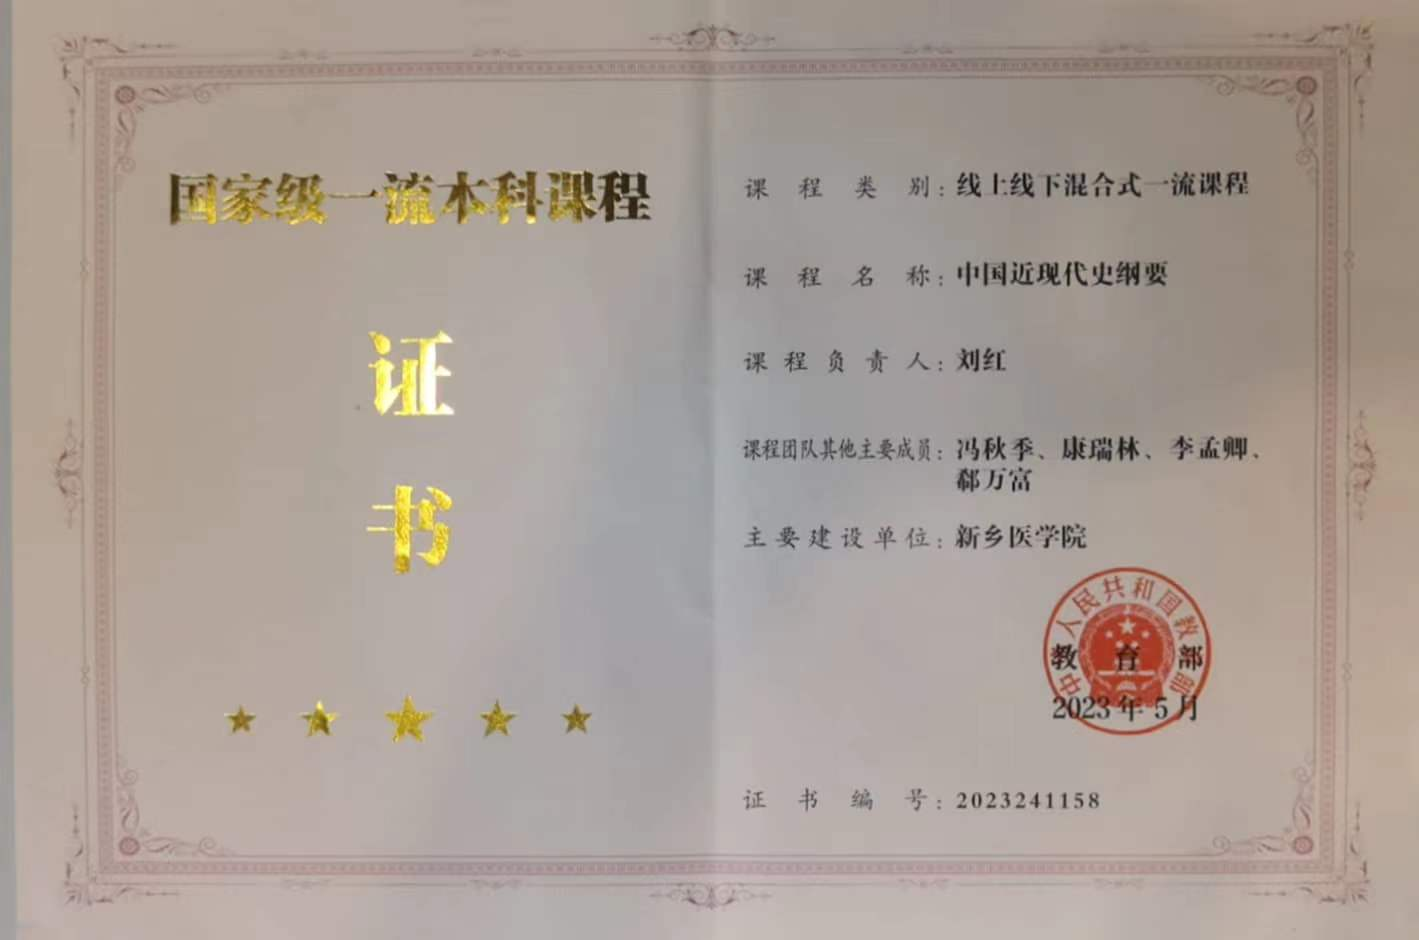 国家级一流本科课程
证
书
课程类别：线上线下混合式一流课程
课程名称：中国近现代史纲要
课程负责人：刘红
课程团队其他主要成员：冯秋季、康瑞林、李孟卿、
郗万富
主要建设单位：新乡医学院
中华人民共和国教育部
教育部
2023年5月
证书编号：2023241158